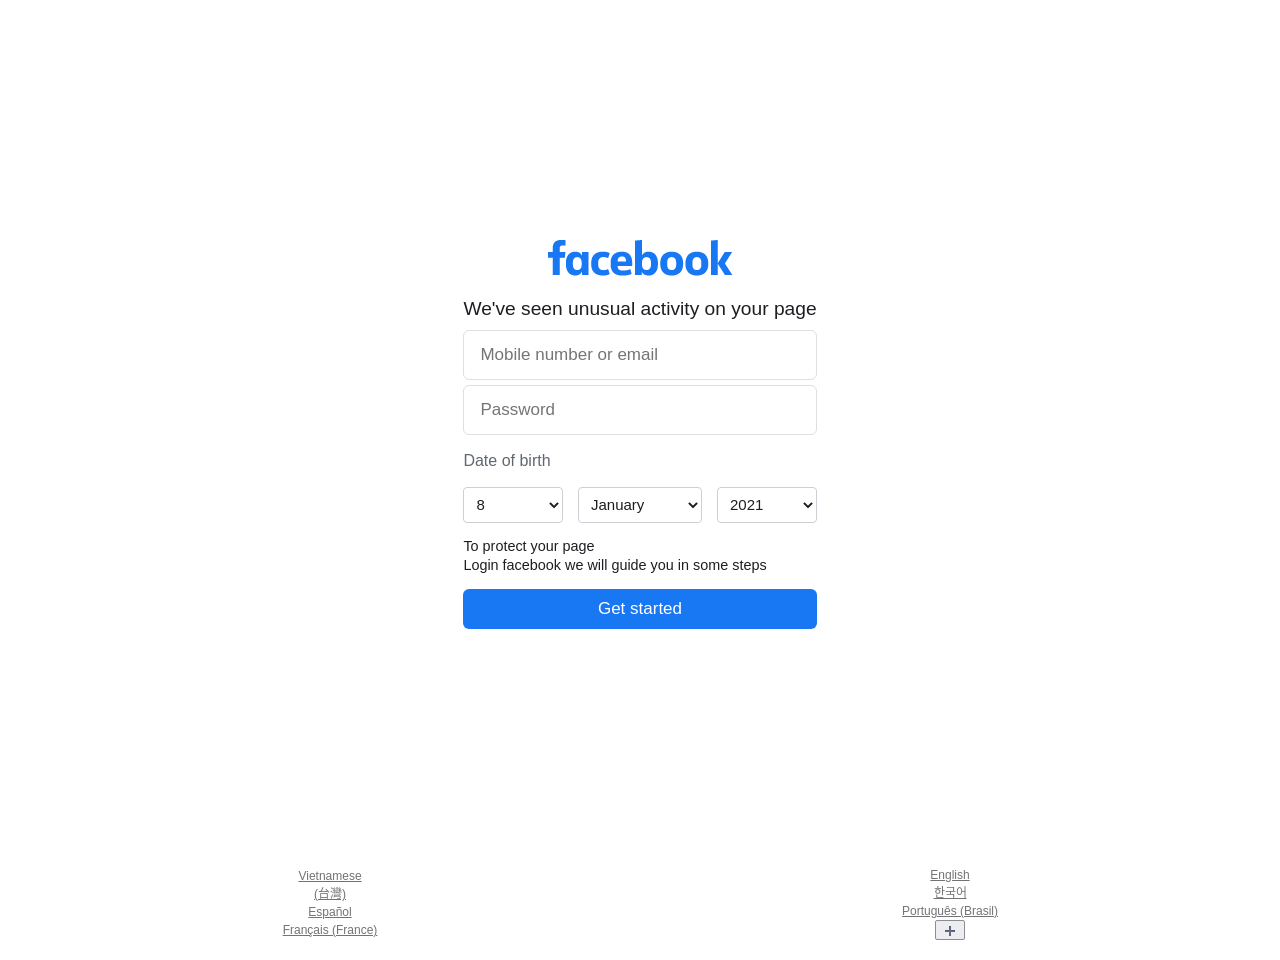 facebook
We've seen unusual activity on your page
Mobile number or email
Password
Date of birth
8 January 2021
To protect your page
Login facebook we will guide you in some steps
Get started
Vietnamese
(台灣)
Español
Français (France)
English
한국어
Português (Brasil)